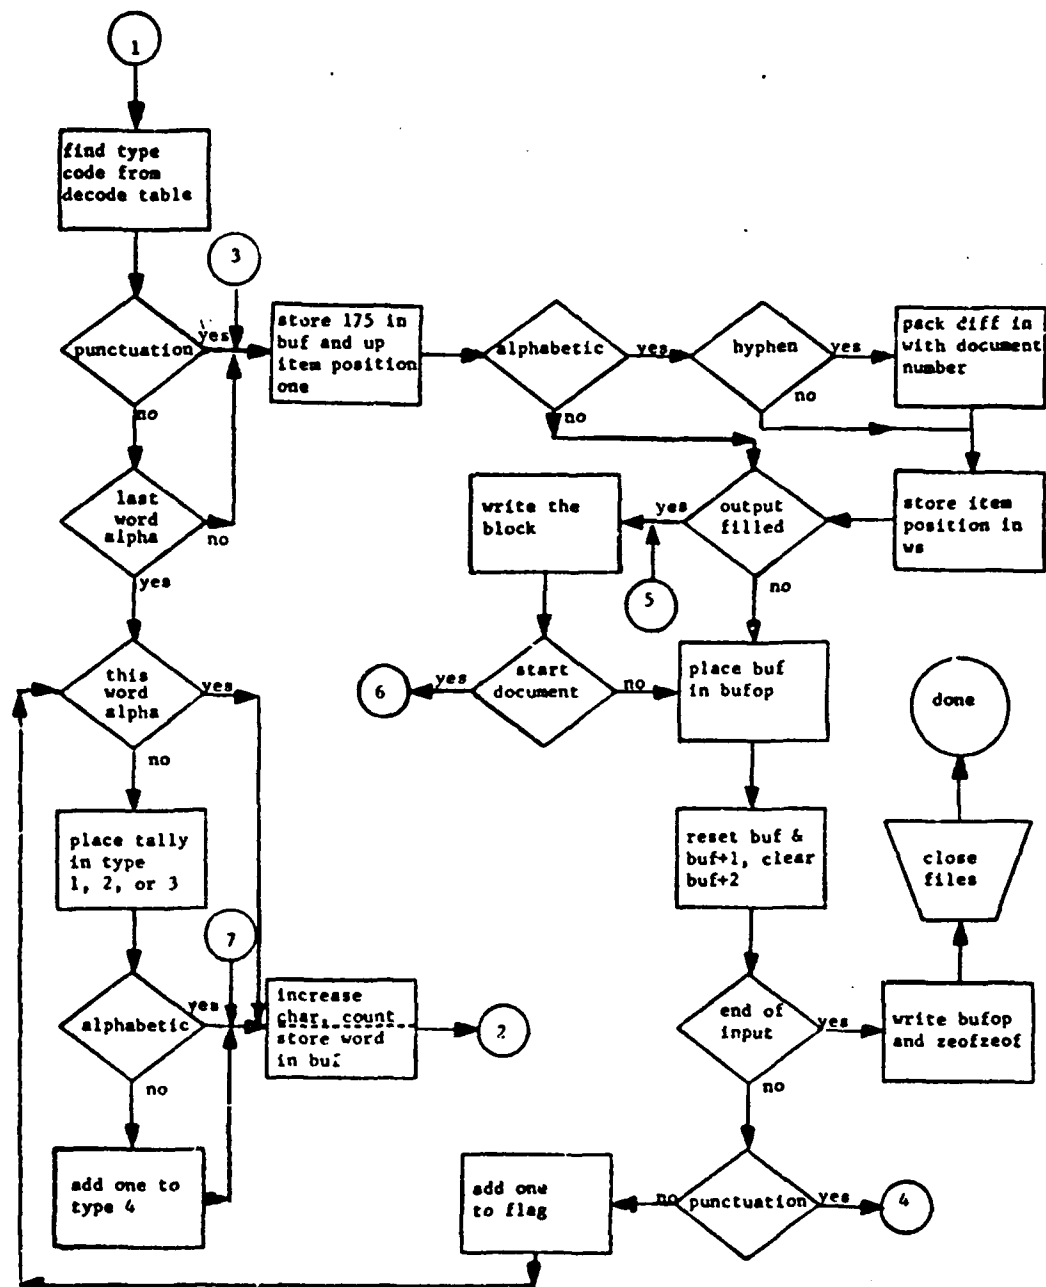 1
find type
code from
decode table
3
punctuation
yes
no
store 175 in
buf and up
item position
one
alphabetic
yes
no
hyphen
yes
no
pack diff in
with document
number
last
word
alpha
no
yes
write the
block
yes
output
filled
no
store item
position in
ws
5
this
word
alpha
yes
no
6
yes
start
document
no
place buf
in bufop
done
place tally
in type
1, 2, or 3
reset buf &
buf+1, clear
buf+2
close
files
7
alphabetic
yes
no
increase
char. count
store word
in buf
2
end of
input
yes
no
write bufop
and zeofzeof
add one to
type 4
add one
to flag
no
punctuation
yes
4